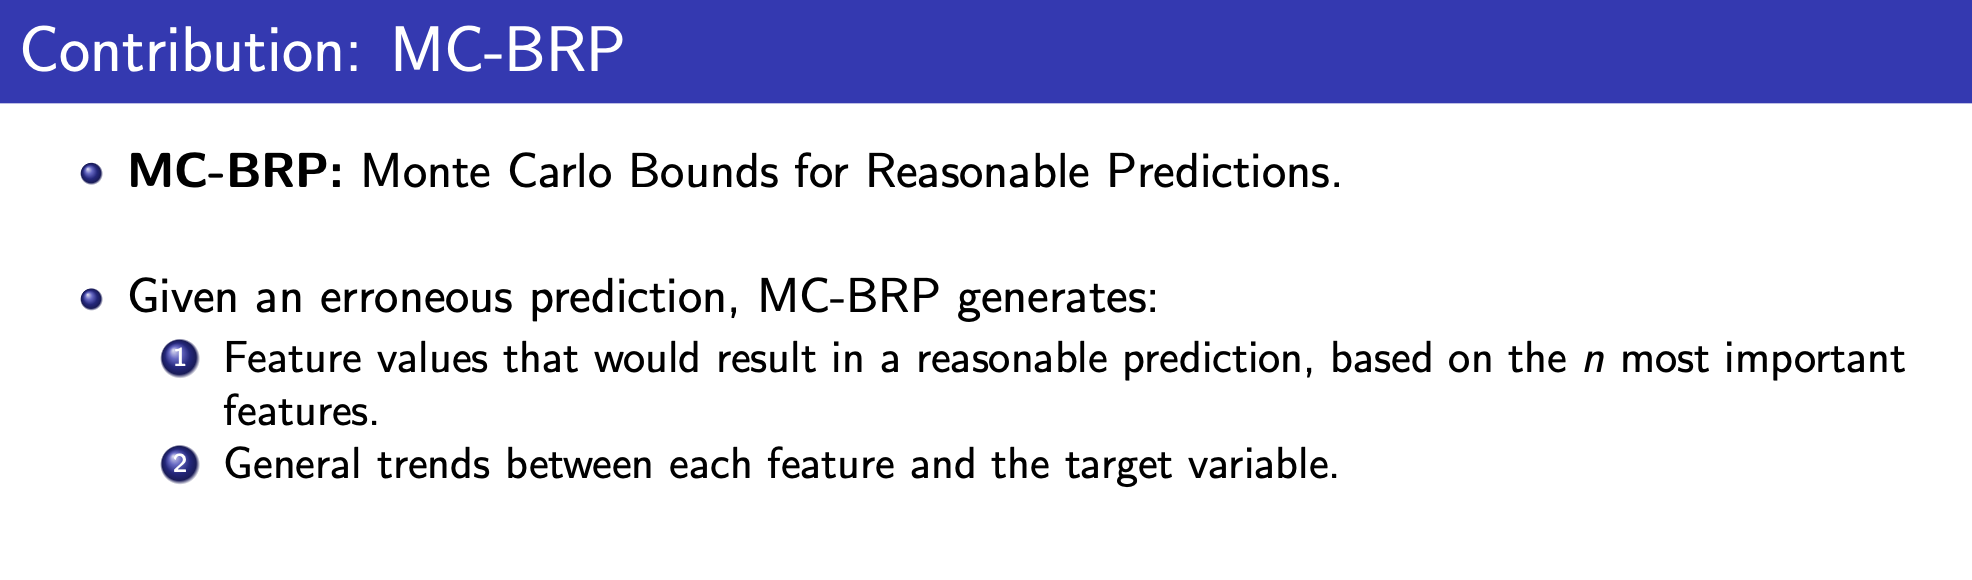 Contribution: MC-BRP
MC-BRP: Monte Carlo Bounds for Reasonable Predictions.
Given an erroneous prediction, MC-BRP generates:
1 Feature values that would result in a reasonable prediction, based on the n most important
features.
2 General trends between each feature and the target variable.